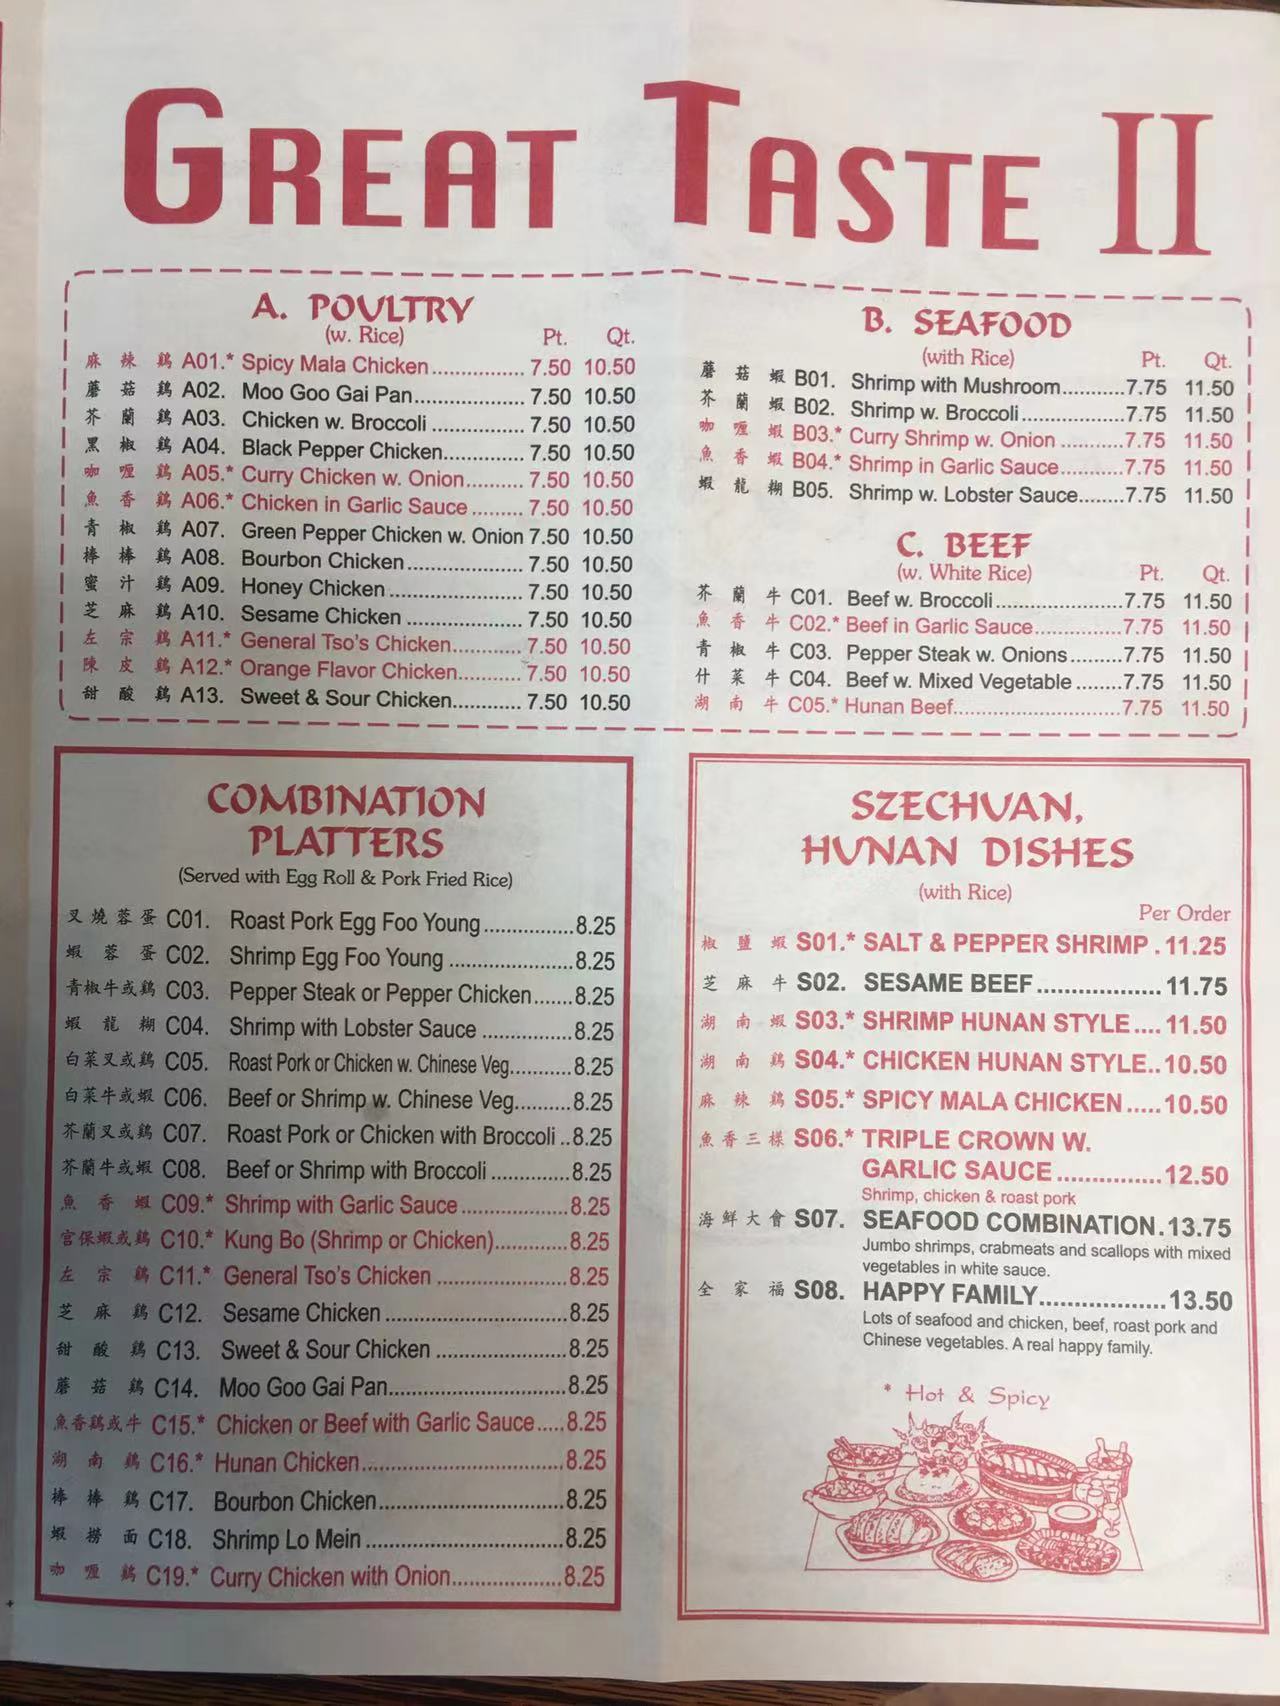 GREAT TASTE II
A. POULTRY
(w. Rice) Pt. Qt.
麻辣鷄 A01.* Spicy Mala Chicken ................ 7.50 10.50
蘑菇鷄 A02. Moo Goo Gai Pan................... 7.50 10.50
芥蘭鷄 A03. Chicken w. Broccoli ................ 7.50 10.50
黑椒鷄 A04. Black Pepper Chicken.............. 7.50 10.50
咖喱鷄 A05.* Curry Chicken w. Onion.......... 7.50 10.50
魚香鷄 A06.* Chicken in Garlic Sauce ......... 7.50 10.50
青椒鷄 A07. Green Pepper Chicken w. Onion 7.50 10.50
棒棒鷄 A08. Bourbon Chicken.................... 7.50 10.50
蜜汁鷄 A09. Honey Chicken ....................... 7.50 10.50
芝麻鷄 A10. Sesame Chicken .................... 7.50 10.50
左宗鷄 A11.* General Tso's Chicken............ 7.50 10.50
陳皮鷄 A12.* Orange Flavor Chicken........... 7.50 10.50
甜酸鷄 A13. Sweet & Sour Chicken............ 7.50 10.50
B. SEAFOOD
(with Rice) Pt. Qt.
蘑菇蝦 B01. Shrimp with Mushroom...........7.75 11.50
芥蘭蝦 B02. Shrimp w. Broccoli..................7.75 11.50
咖喱蝦 B03.* Curry Shrimp w. Onion ...........7.75 11.50
魚香蝦 B04.* Shrimp in Garlic Sauce...........7.75 11.50
蝦龍糊 B05. Shrimp w. Lobster Sauce........7.75 11.50
C. BEEF
(w. White Rice) Pt. Qt.
芥蘭牛 C01. Beef w. Broccoli......................7.75 11.50
魚香牛 C02.* Beef in Garlic Sauce...............7.75 11.50
青椒牛 C03. Pepper Steak w. Onions.........7.75 11.50
什菜牛 C04. Beef w. Mixed Vegetable ........7.75 11.50
湖南牛 C05.* Hunan Beef.............................7.75 11.50
COMBINATION
PLATTERS
(Served with Egg Roll & Pork Fried Rice)
叉燒蓉蛋 C01. Roast Pork Egg Foo Young................8.25
蝦蓉蛋 C02. Shrimp Egg Foo Young ......................8.25
青椒牛或鷄 C03. Pepper Steak or Pepper Chicken.......8.25
蝦龍糊 C04. Shrimp with Lobster Sauce ................8.25
白菜叉或鷄 C05. Roast Pork or Chicken w. Chinese Veg...........8.25
白菜牛或蝦 C06. Beef or Shrimp w. Chinese Veg..........8.25
芥蘭叉或鷄 C07. Roast Pork or Chicken with Broccoli ..8.25
芥蘭牛或蝦 C08. Beef or Shrimp with Broccoli ..............8.25
魚香蝦 C09.* Shrimp with Garlic Sauce...................8.25
宮保蝦或鷄 C10.* Kung Bo (Shrimp or Chicken).............8.25
左宗鷄 C11.* General Tso's Chicken .......................8.25
芝麻鷄 C12. Sesame Chicken ................................8.25
甜酸鷄 C13. Sweet & Sour Chicken .......................8.25
蘑菇鷄 C14. Moo Goo Gai Pan...............................8.25
魚香鷄或牛 C15.* Chicken or Beef with Garlic Sauce.....8.25
湖南鷄 C16.* Hunan Chicken...................................8.25
棒棒鷄 C17. Bourbon Chicken................................8.25
蝦撈面 C18. Shrimp Lo Mein ..................................8.25
咖喱鷄 C19.* Curry Chicken with Onion...................8.25
SZECHUAN,
HUNAN DISHES
(with Rice)
Per Order
椒鹽蝦 S01.* SALT & PEPPER SHRIMP . 11.25
芝麻牛 S02. SESAME BEEF................... 11.75
湖南蝦 S03.* SHRIMP HUNAN STYLE.... 11.50
湖南鷄 S04.* CHICKEN HUNAN STYLE.. 10.50
麻辣鷄 S05.* SPICY MALA CHICKEN ..... 10.50
魚香三樣 S06.* TRIPLE CROWN W.
GARLIC SAUCE ................ 12.50
Shrimp, chicken & roast pork
海鮮大會 S07. SEAFOOD COMBINATION. 13.75
Jumbo shrimps, crabmeats and scallops with mixed
vegetables in white sauce.
全家福 S08. HAPPY FAMILY................... 13.50
Lots of seafood and chicken, beef, roast pork and
Chinese vegetables. A real happy family.
* Hot & Spicy